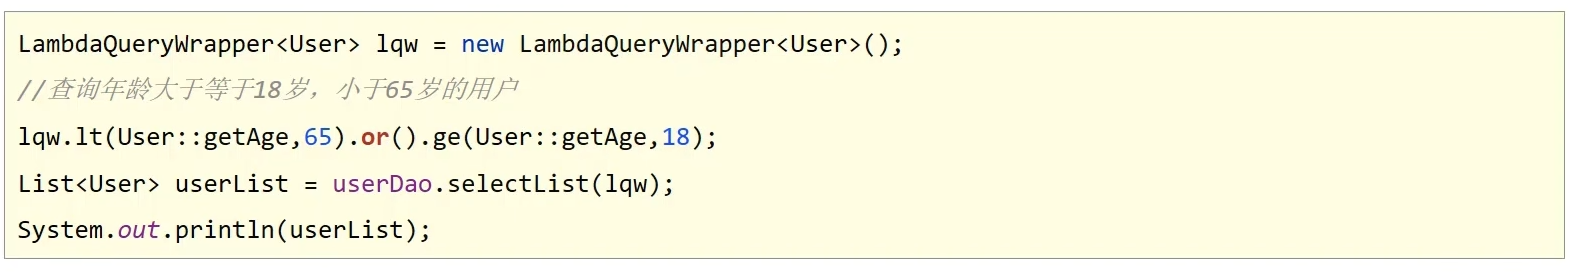 LambdaQueryWrapper<User> lqw = new LambdaQueryWrapper<User>();
//查询年龄大于等于18岁，小于65岁的用户
lqw.lt(User::getAge,65).or().ge(User::getAge,18);
List<User> userList = userDao.selectList(lqw);
System.out.println(userList);